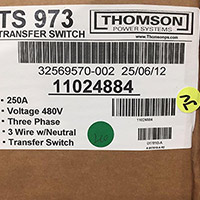 TS 973
TRANSFER SWITCH
THOMSON
POWER SYSTEMS
www.Thomsonps.com
32569570-002 25/06/12
11024884
- 250A
- Voltage 480V
- Three Phase
- 3 Wire w/Neutral
- Transfer Switch
11024884